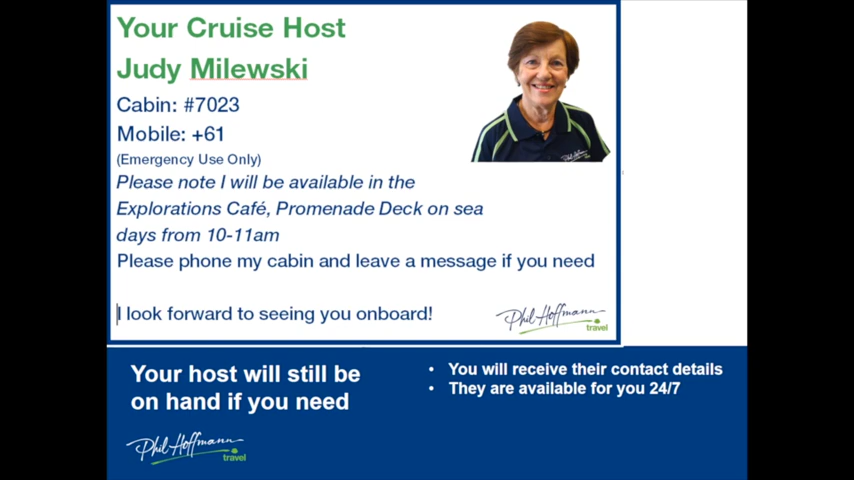 Your Cruise Host
Judy Milewski
Cabin: #7023
Mobile: +61
(Emergency Use Only)
Please note I will be available in the
Explorations Café, Promenade Deck on sea
days from 10-11am
Please phone my cabin and leave a message if you need
I look forward to seeing you onboard!
Phil Hoffmann
travel
Phil Hoffmann
Your host will still be
on hand if you need
• You will receive their contact details
• They are available for you 24/7
Phil Hoffmann
travel